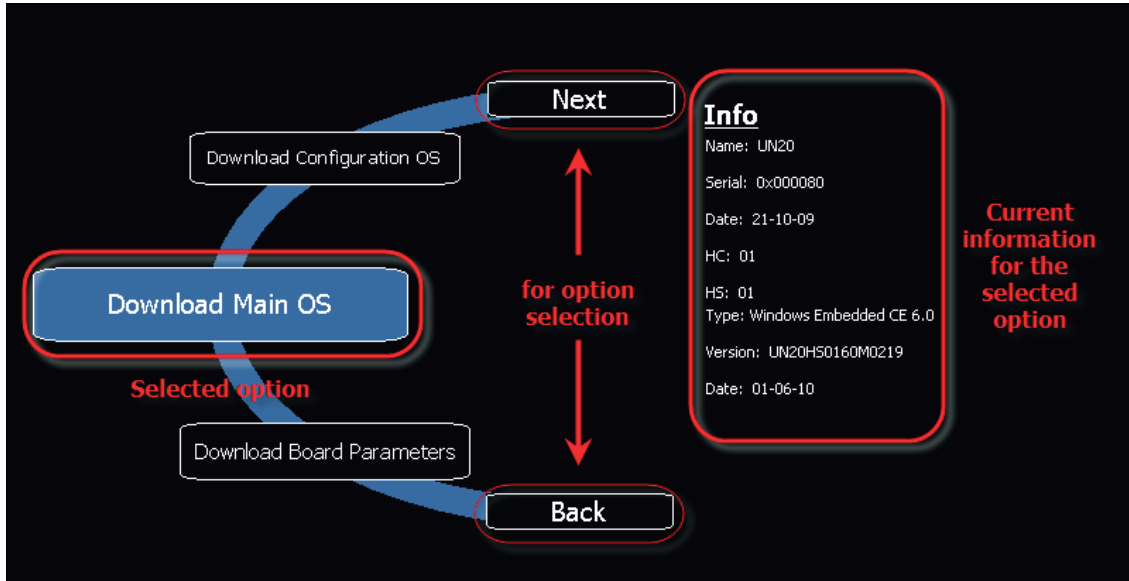 Next
Download Configuration OS
Download Main OS
Selected option
Download Board Parameters
Back
for option
selection
Info
Name: UN20
Serial: 0x000080
Date: 21-10-09
HC: 01
HS: 01
Type: Windows Embedded CE 6.0
Version: UN20HS0160M0219
Date: 01-06-10
Current
information
for the
selected
option